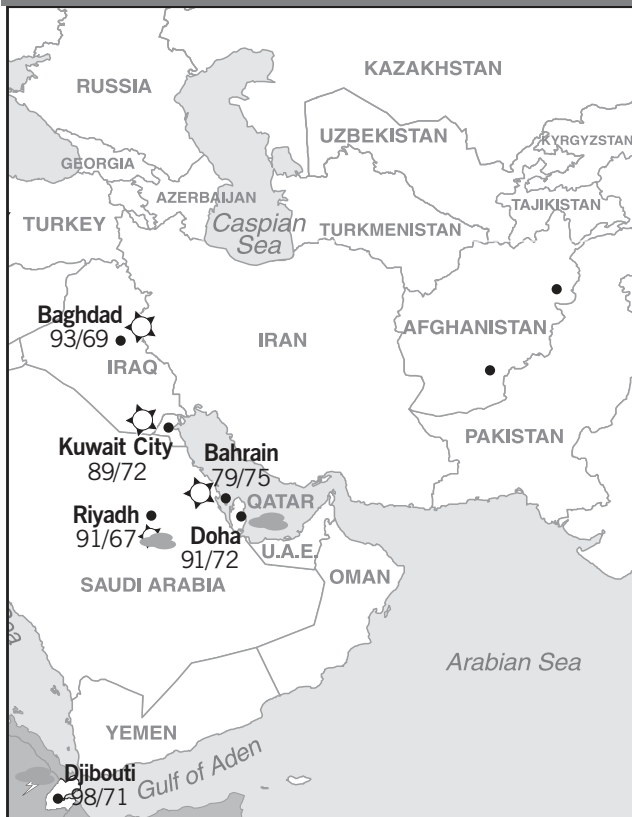 KAZAKHSTAN
RUSSIA
UZBEKISTAN
KYRGYZSTAN
GEORGIA
AZERBAIJAN
TAJIKISTAN
TURKEY
Caspian
Sea
TURKMENISTAN
Baghdad
93/69
IRAQ
IRAN
AFGHANISTAN
Kuwait City
89/72
PAKISTAN
Bahrain
79/75
QATAR
Riyadh
91/67
Doha
91/72
U.A.E.
SAUDI ARABIA
OMAN
Arabian Sea
YEMEN
Gulf of Aden
Djibouti
98/71